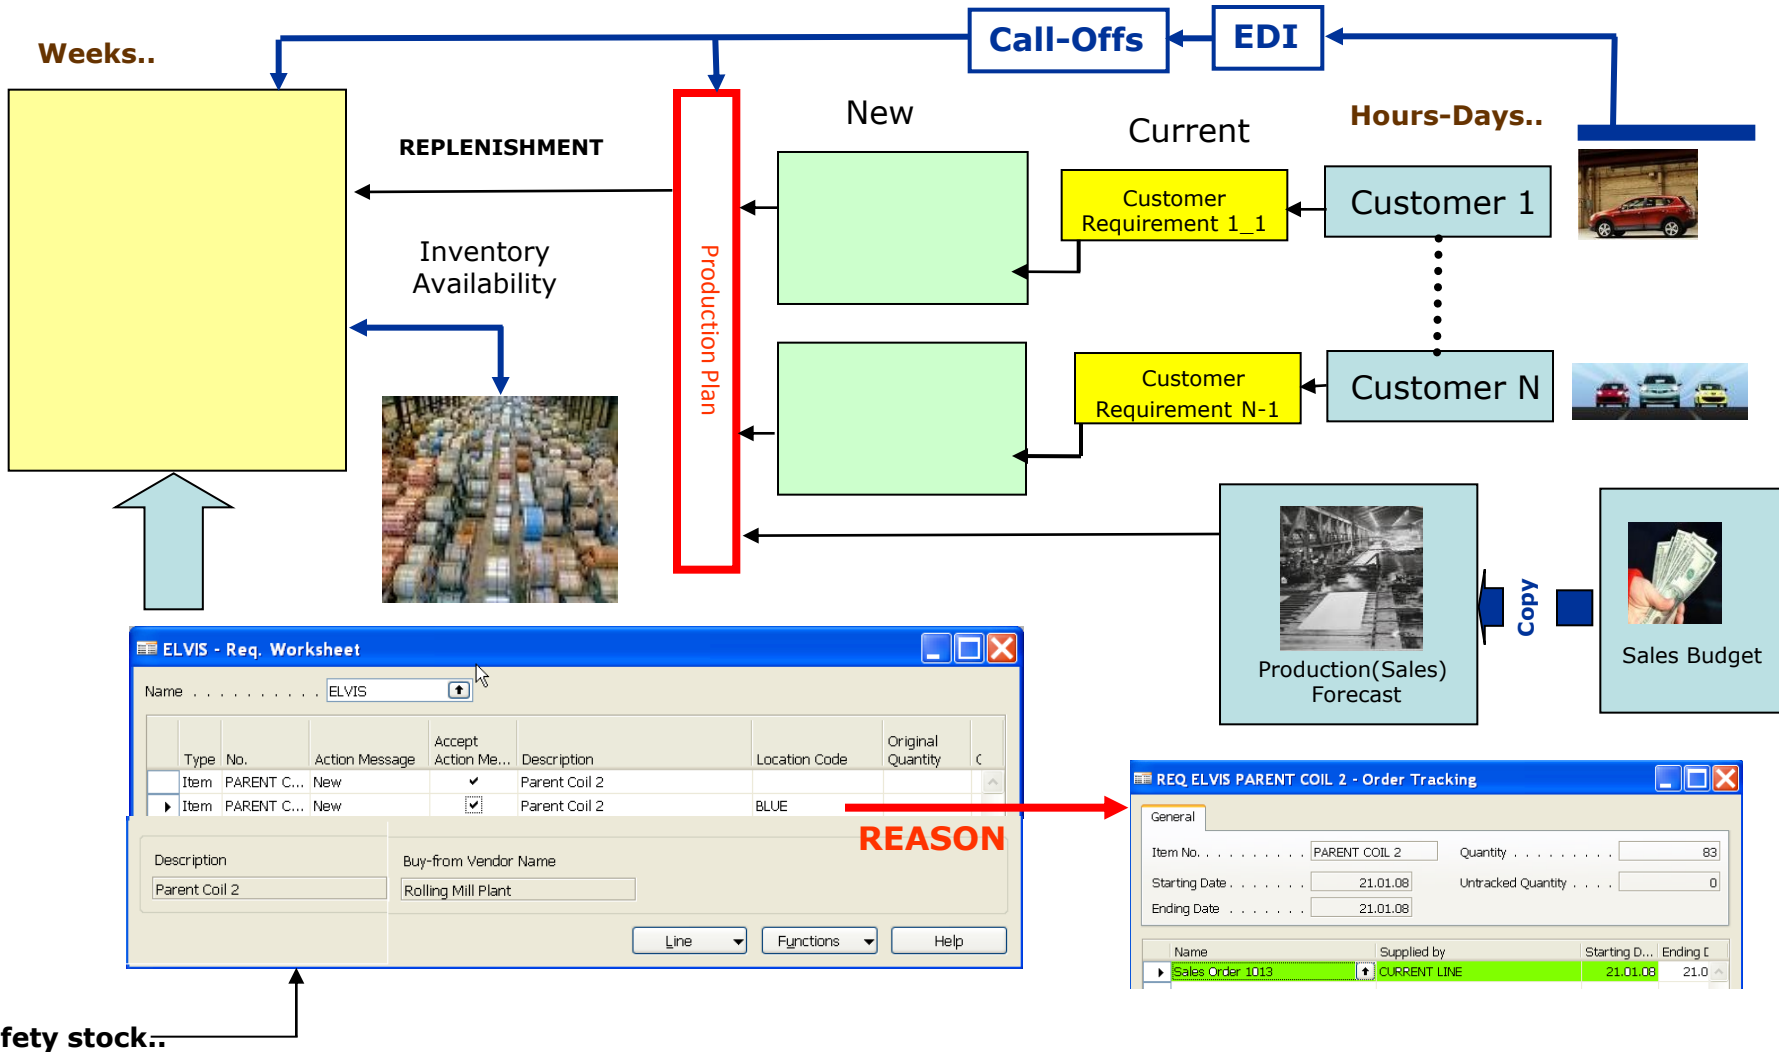 Call-Offs
EDI
Weeks..
New
Hours-Days..
Current
REPLENISHMENT
Customer
Requirement 1_1
Customer 1
Inventory
Availability
Production Plan
Customer
Requirement N-1
Customer N
Copy
Production(Sales)
Forecast
Sales Budget
ELVIS - Req. Worksheet
Name . . . . . . . . . . ELVIS
Type No. Action Message Accept Action Me... Description Location Code Original Quantity
Item PARENT C... New Parent Coil 2
Item PARENT C... New Parent Coil 2 BLUE
REASON
Description Buy-from Vendor Name
Parent Coil 2 Rolling Mill Plant
Line Functions Help
REQ ELVIS PARENT COIL 2 - Order Tracking
General
Item No. . . . . . . . . . PARENT COIL 2 Quantity . . . . . . . . . 83
Starting Date . . . . . . . 21.01.08 Untracked Quantity . . . . 0
Ending Date . . . . . . . 21.01.08
Name Supplied by Starting D... Ending D
Sales Order 1013 CURRENT LINE 21.01.08 21.0
fety stock..